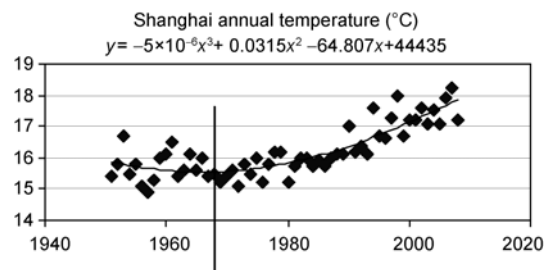 Shanghai annual temperature (°C)
y= −5×10⁻⁶x³+ 0.0315x² −64.807x+44435
19
18
17
16
15
14
1940 1960 1980 2000 2020